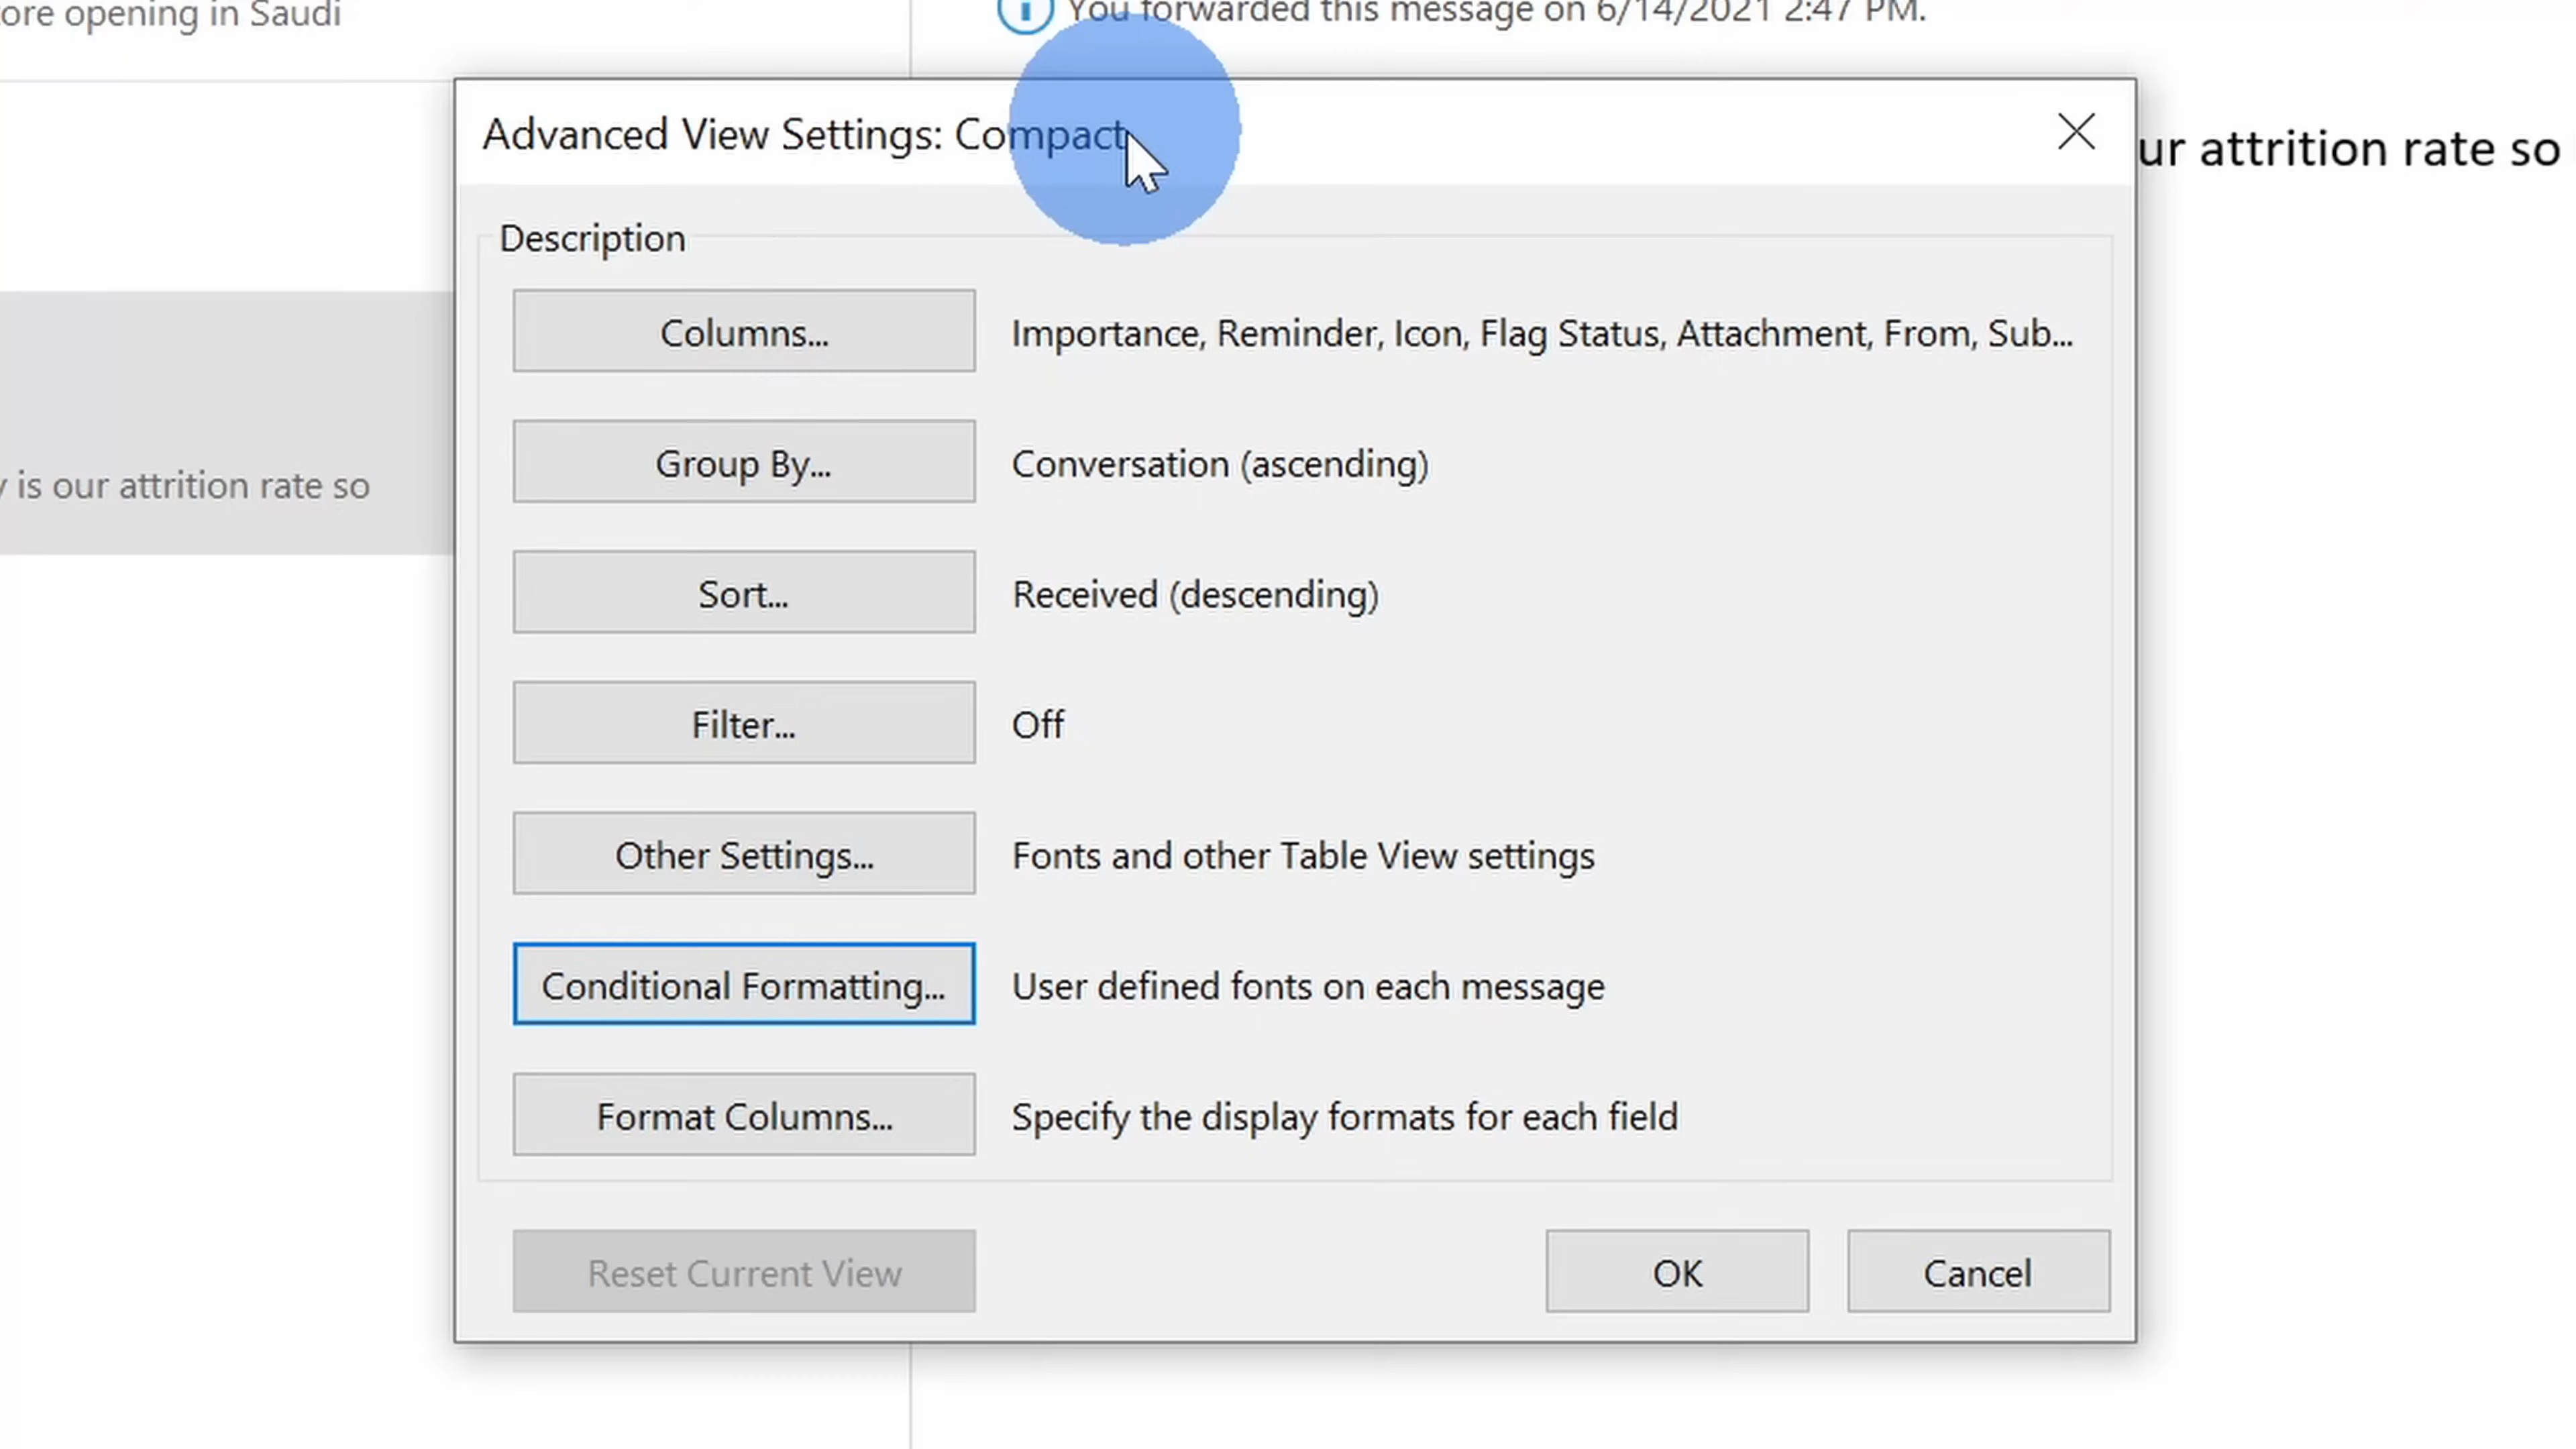 ore opening in Saudi
You forwarded this message on 6/14/2021 2:47 PM.
Advanced View Settings: Compact
ur attrition rate so
Description
Columns... Importance, Reminder, Icon, Flag Status, Attachment, From, Sub...
Group By... Conversation (ascending)
y is our attrition rate so
Sort... Received (descending)
Filter... Off
Other Settings... Fonts and other Table View settings
Conditional Formatting... User defined fonts on each message
Format Columns... Specify the display formats for each field
Reset Current View OK Cancel